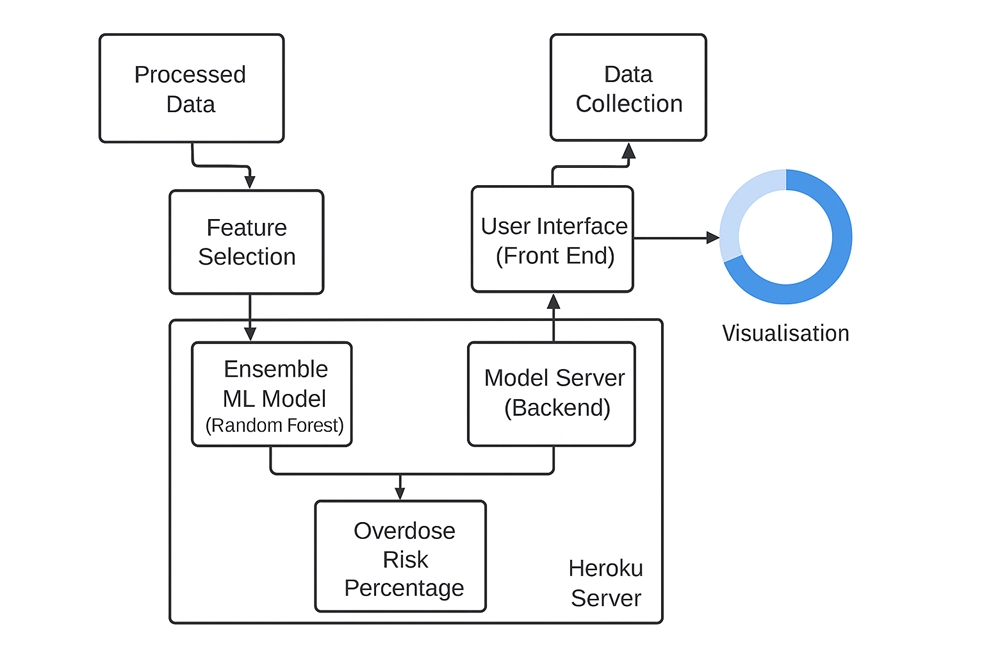 Processed
Data
Data
Collection
Feature
Selection
User Interface
(Front End)
Visualisation
Ensemble
ML Model
(Random Forest)
Model Server
(Backend)
Overdose
Risk
Percentage
Heroku
Server